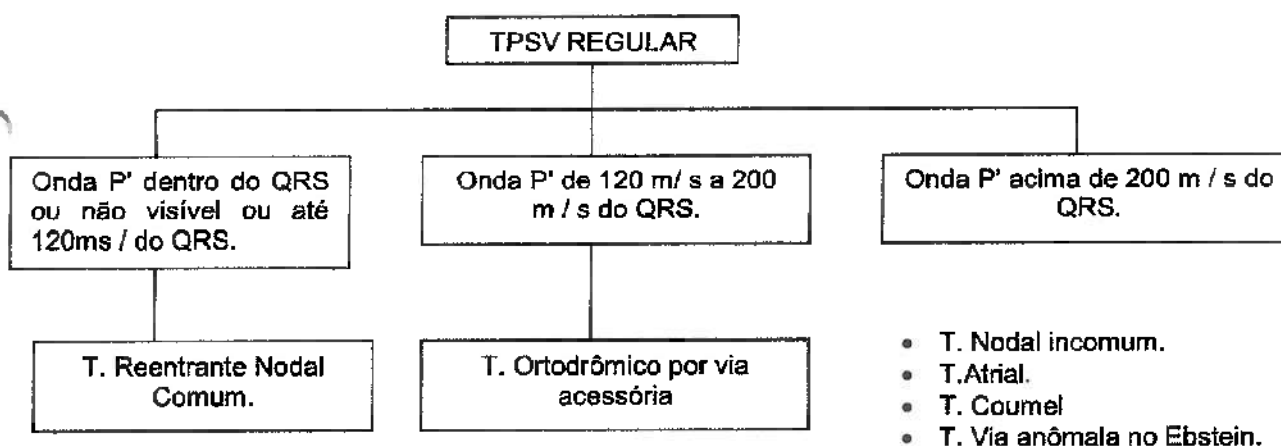 TPSV REGULAR
Onda P' dentro do QRS
ou não visível ou até
120ms / do QRS.
Onda P' de 120 m/ s a 200
m / s do QRS.
Onda P' acima de 200 m / s do
QRS.
T. Reentrante Nodal
Comum.
T. Ortodrômico por via
acessória
• T. Nodal incomum.
• T.Atrial.
• T. Coumel
• T. Via anômala no Ebstein.